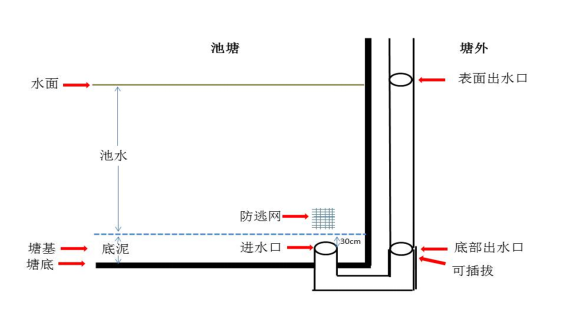 池塘
塘外
水面
表面出水口
池水
防逃网
30cm
塘基
底泥
进水口
底部出水口
塘底
可插拔